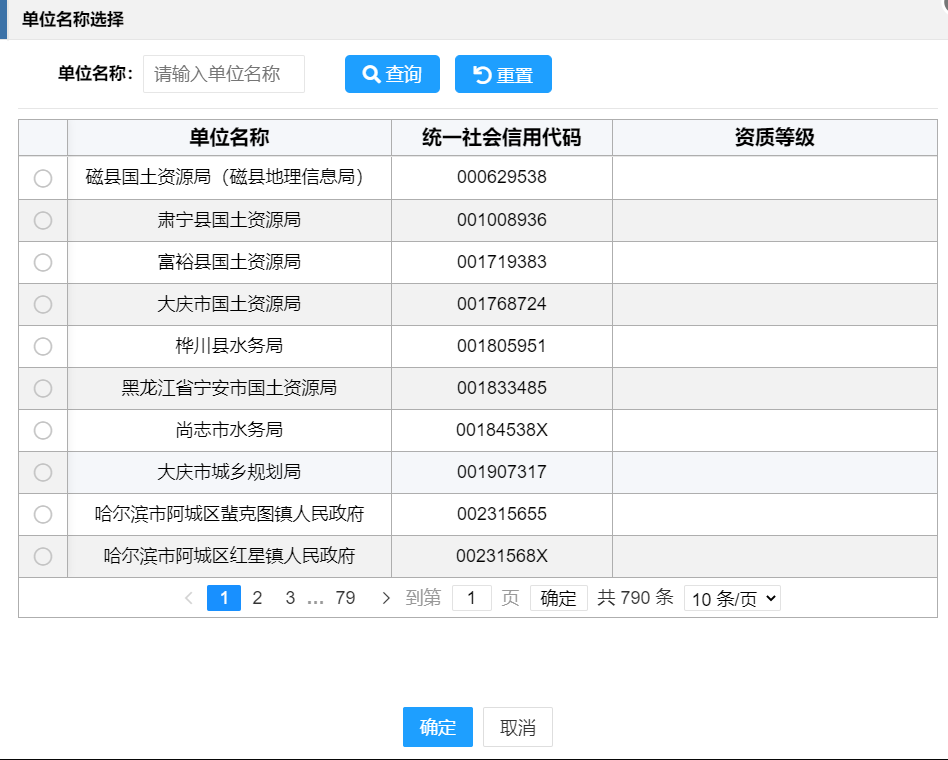 单位名称选择
单位名称： 请输入单位名称 查询 重置
单位名称 统一社会信用代码 资质等级
磁县国土资源局（磁县地理信息局） 000629538
肃宁县国土资源局 001008936
富裕县国土资源局 001719383
大庆市国土资源局 001768724
桦川县水务局 001805951
黑龙江省宁安市国土资源局 001833485
尚志市水务局 00184538X
大庆市城乡规划局 001907317
哈尔滨市阿城区蜚克图镇人民政府 002315655
哈尔滨市阿城区红星镇人民政府 00231568X
< 1 2 3 … 79 > 到第 1 页 确定 共 790 条 10 条/页
确定 取消